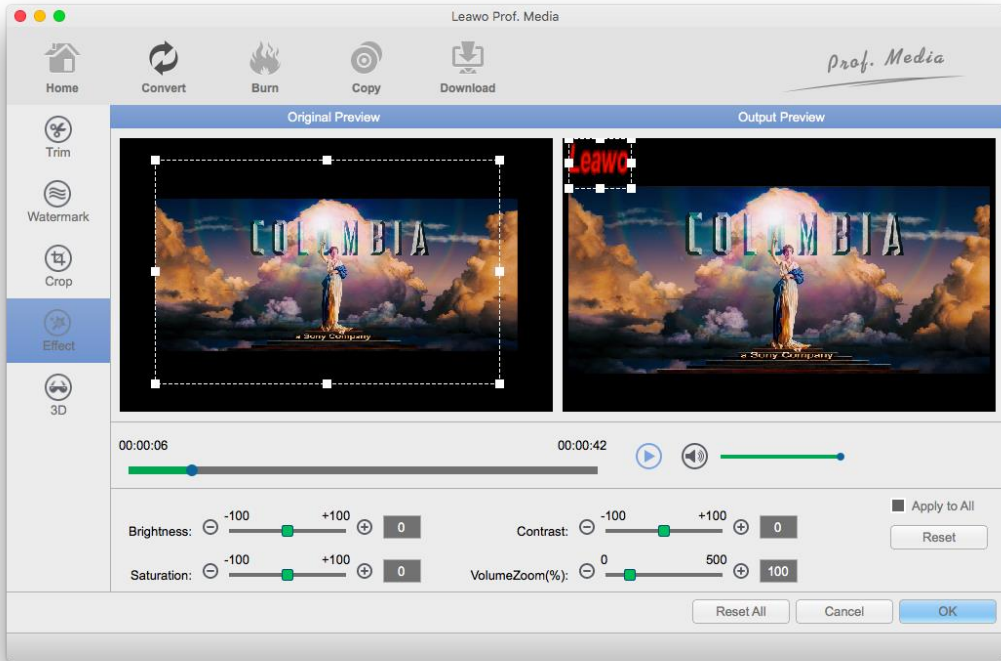 Leawo Prof. Media
Home
Convert
Burn
Copy
Download
Prof. Media
Trim
Watermark
Crop
Effect
3D
Original Preview
Output Preview
COLUMBIA
a Sony Company
Leawo
COLUMBIA
a Sony Company
00:00:06
00:00:42
Brightness: -100 +100 0
Contrast: -100 +100 0
Apply to All
Reset
Saturation: -100 +100 0
VolumeZoom(%): 0 500 100
Reset All
Cancel
OK